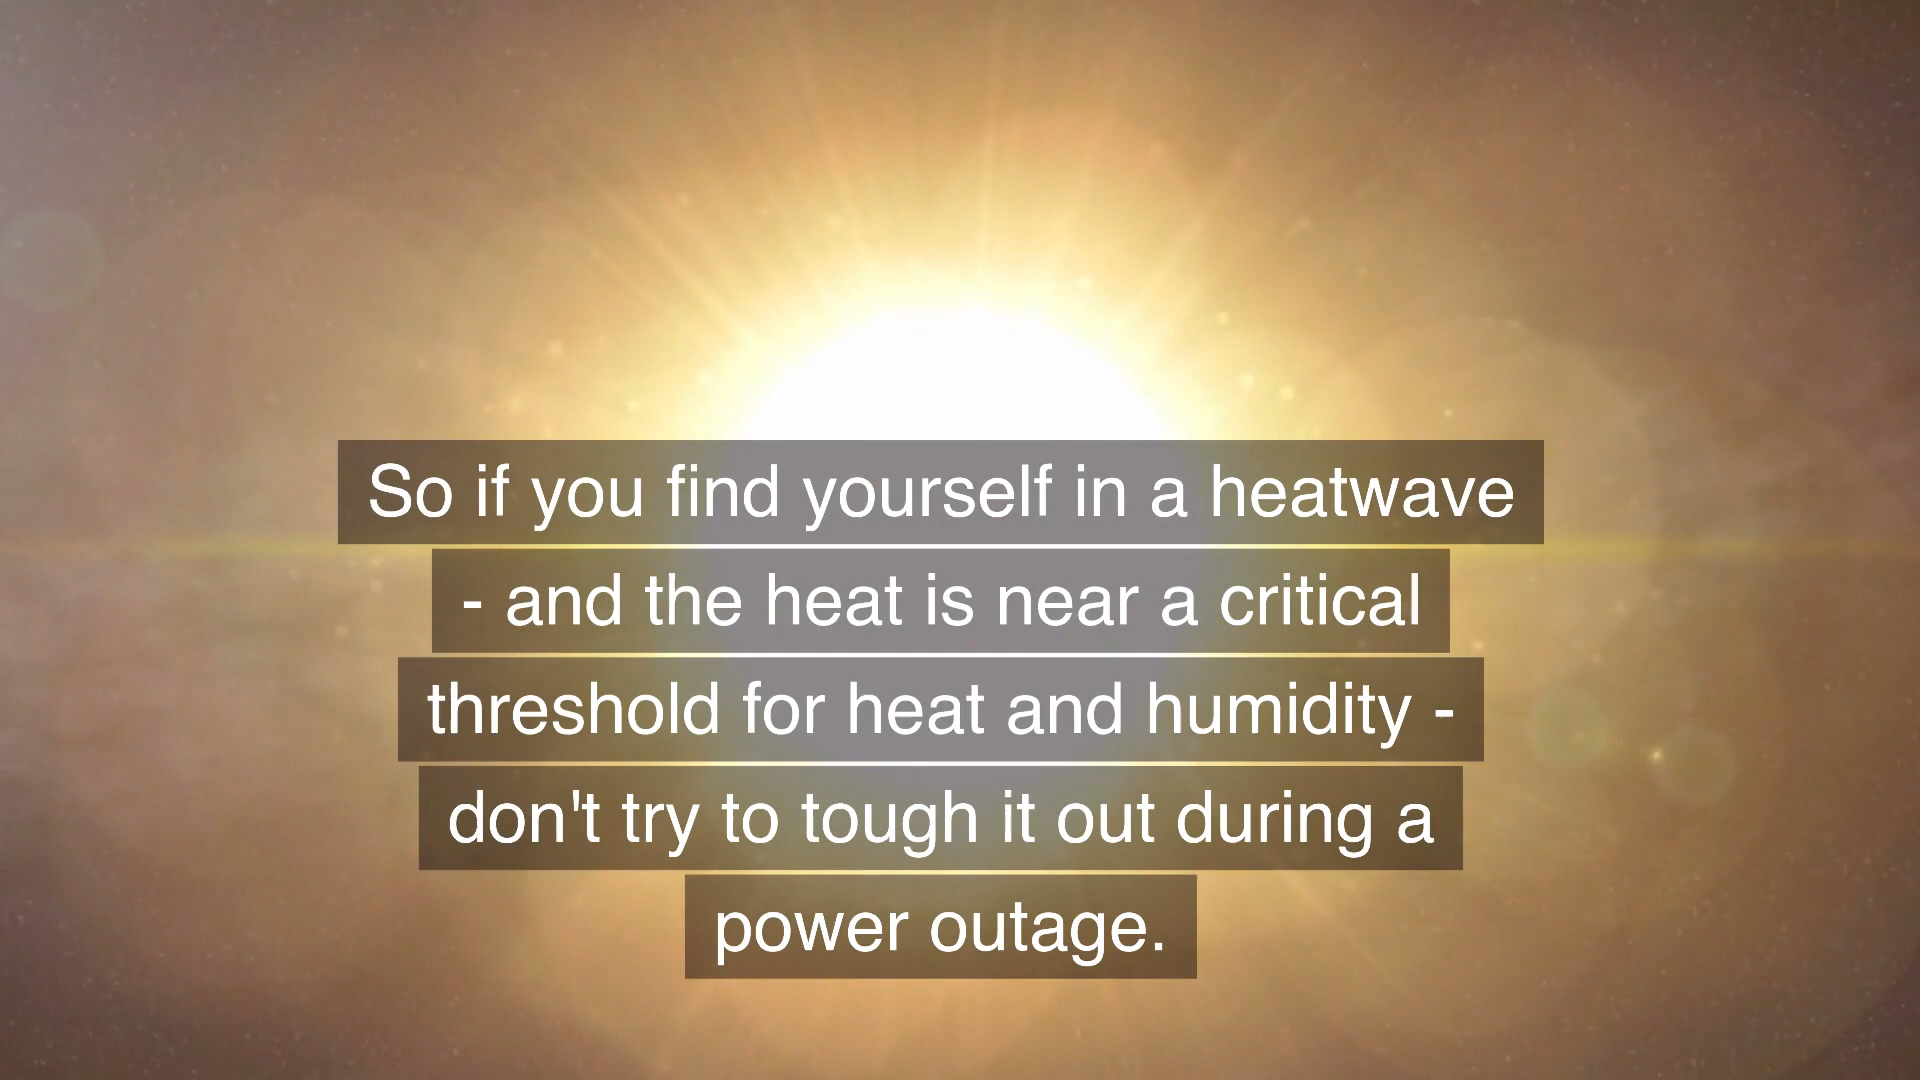 So if you find yourself in a heatwave
- and the heat is near a critical
threshold for heat and humidity -
don't try to tough it out during a
power outage.